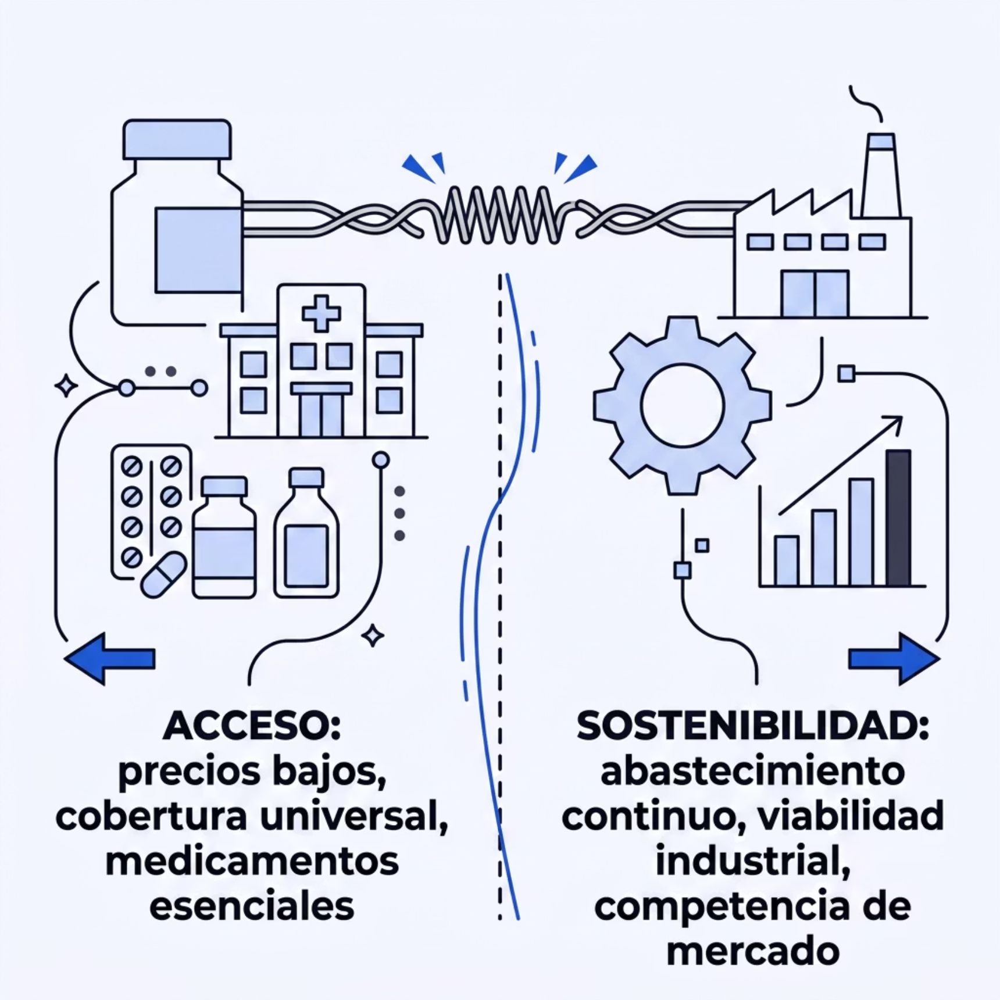 ACCESO:
precios bajos,
cobertura universal,
medicamentos
esenciales
SOSTENIBILIDAD:
abastecimiento
continuo, viabilidad
industrial,
competencia de
mercado